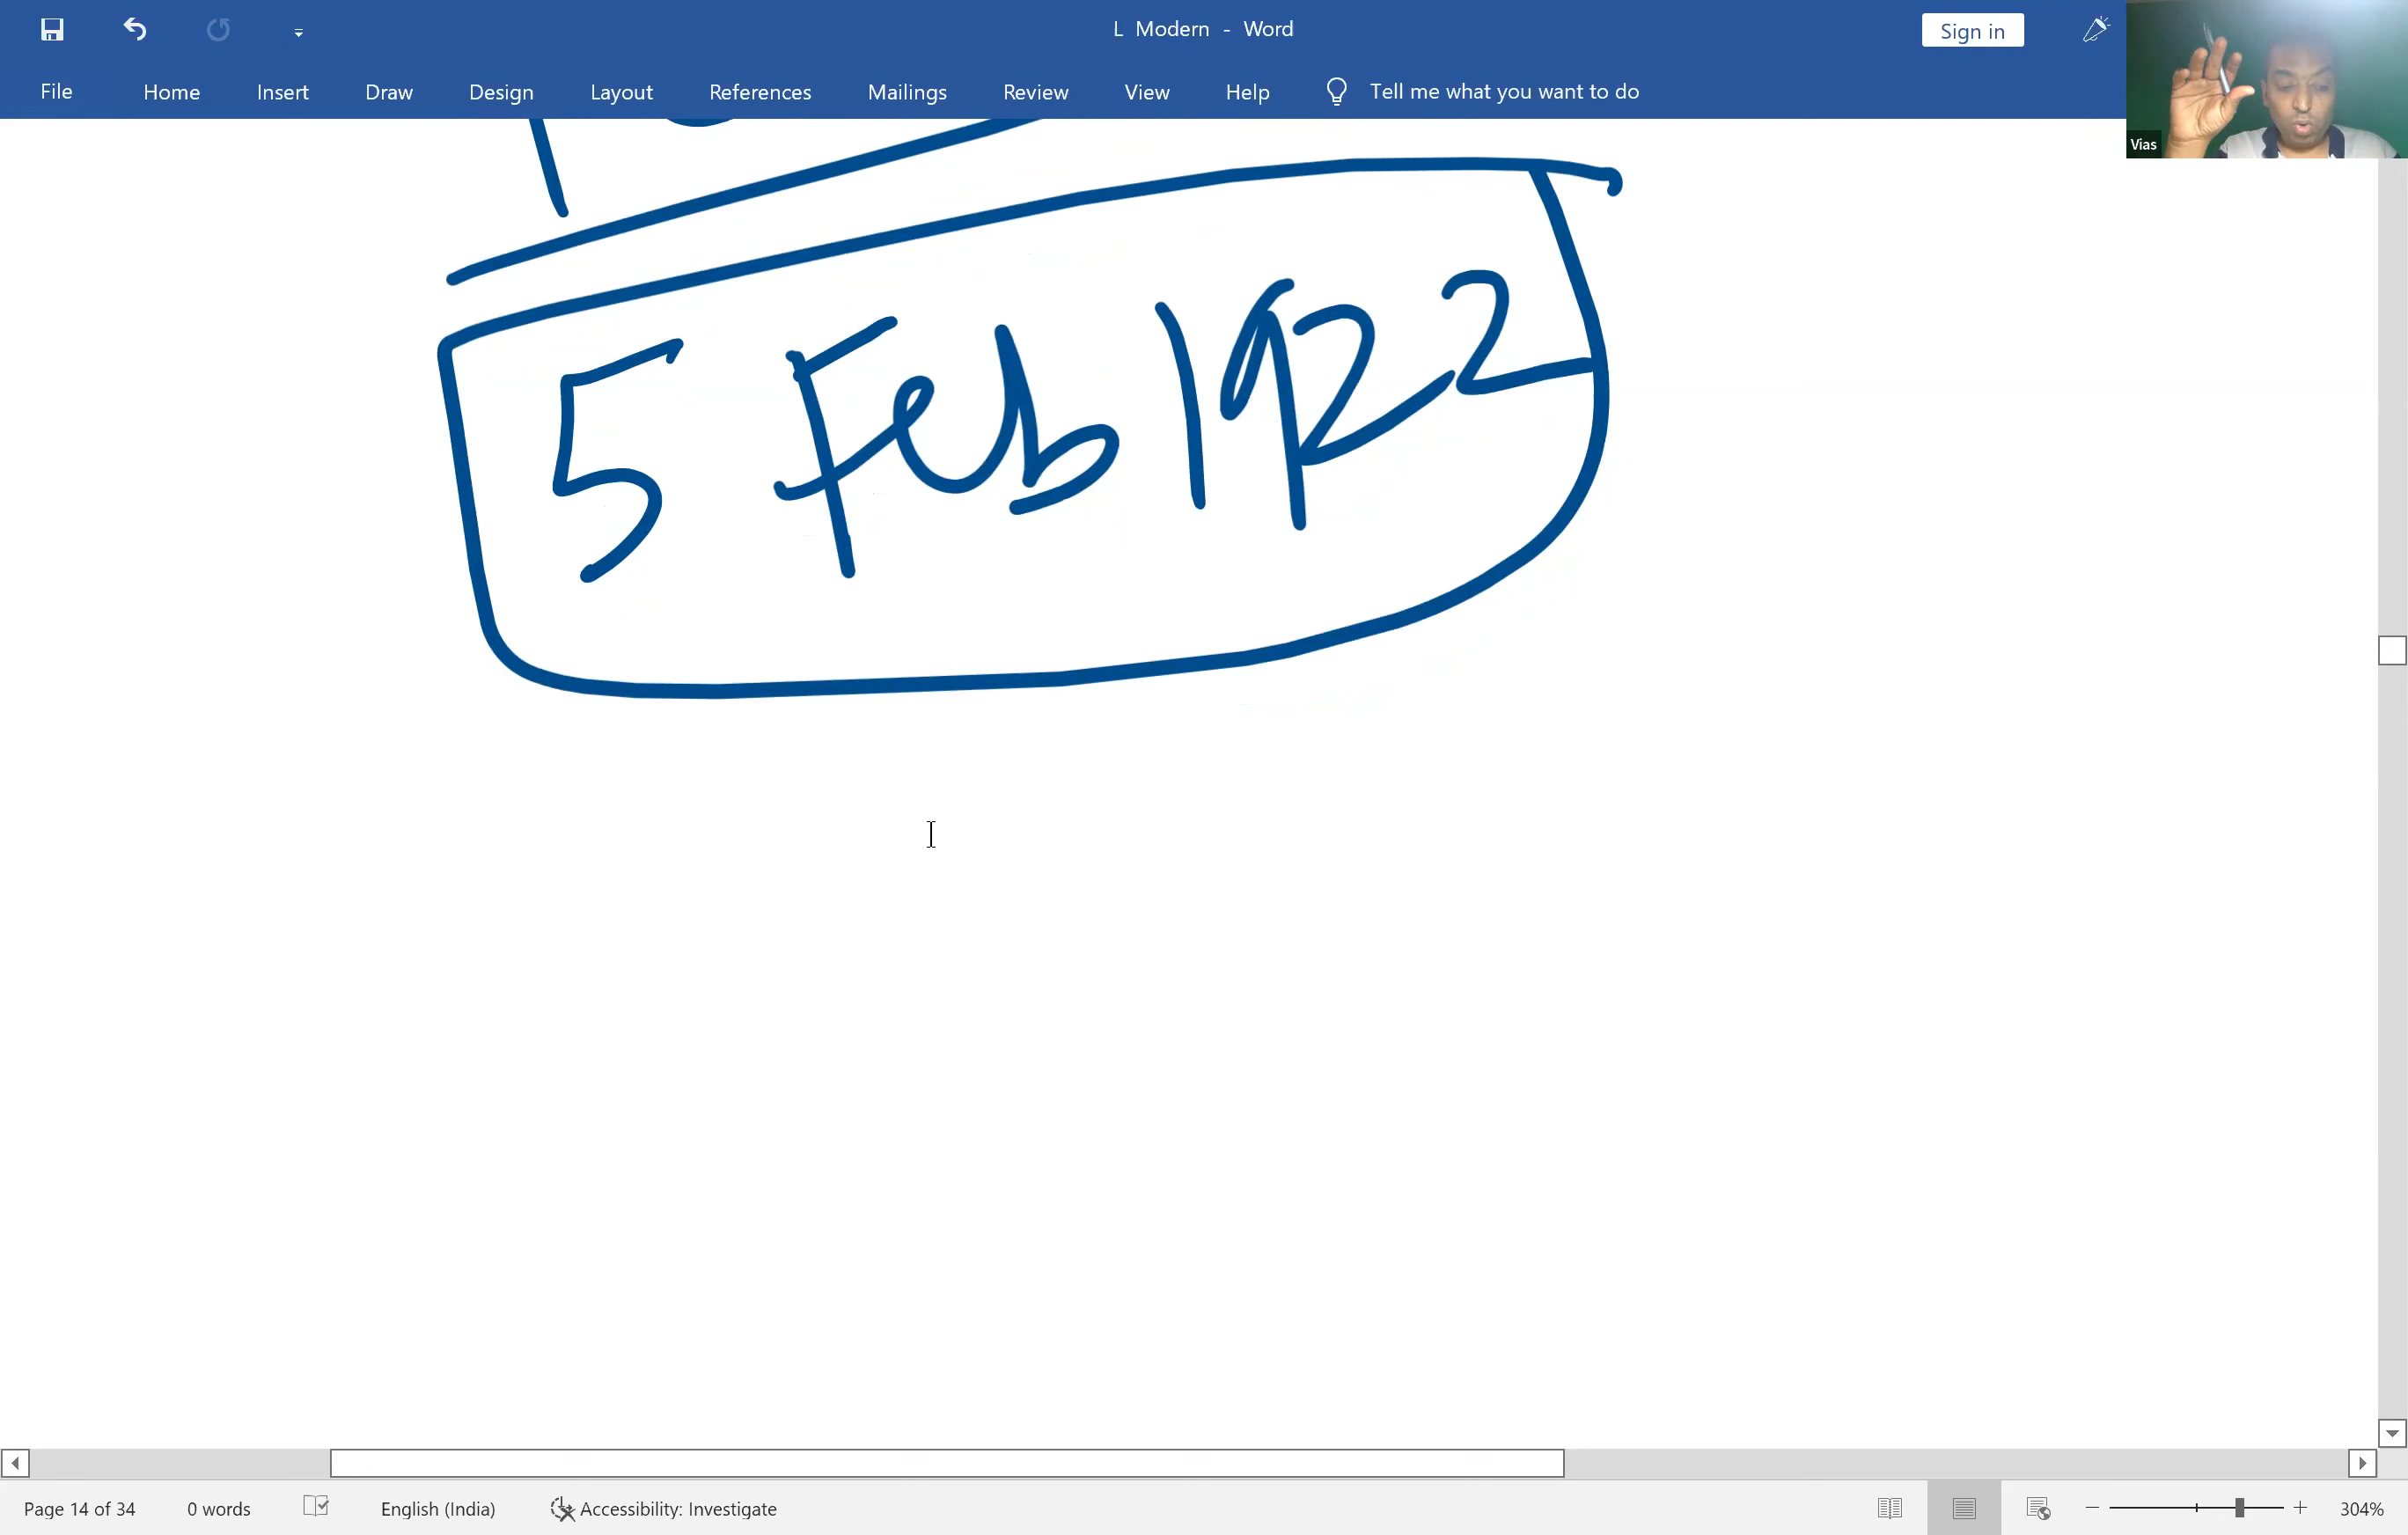 L Modern - Word
Sign in
File Home Insert Draw Design Layout References Mailings Review View Help Tell me what you want to do
Vias
5 Feb 1922
Page 14 of 34 0 words English (India) Accessibility: Investigate 304%